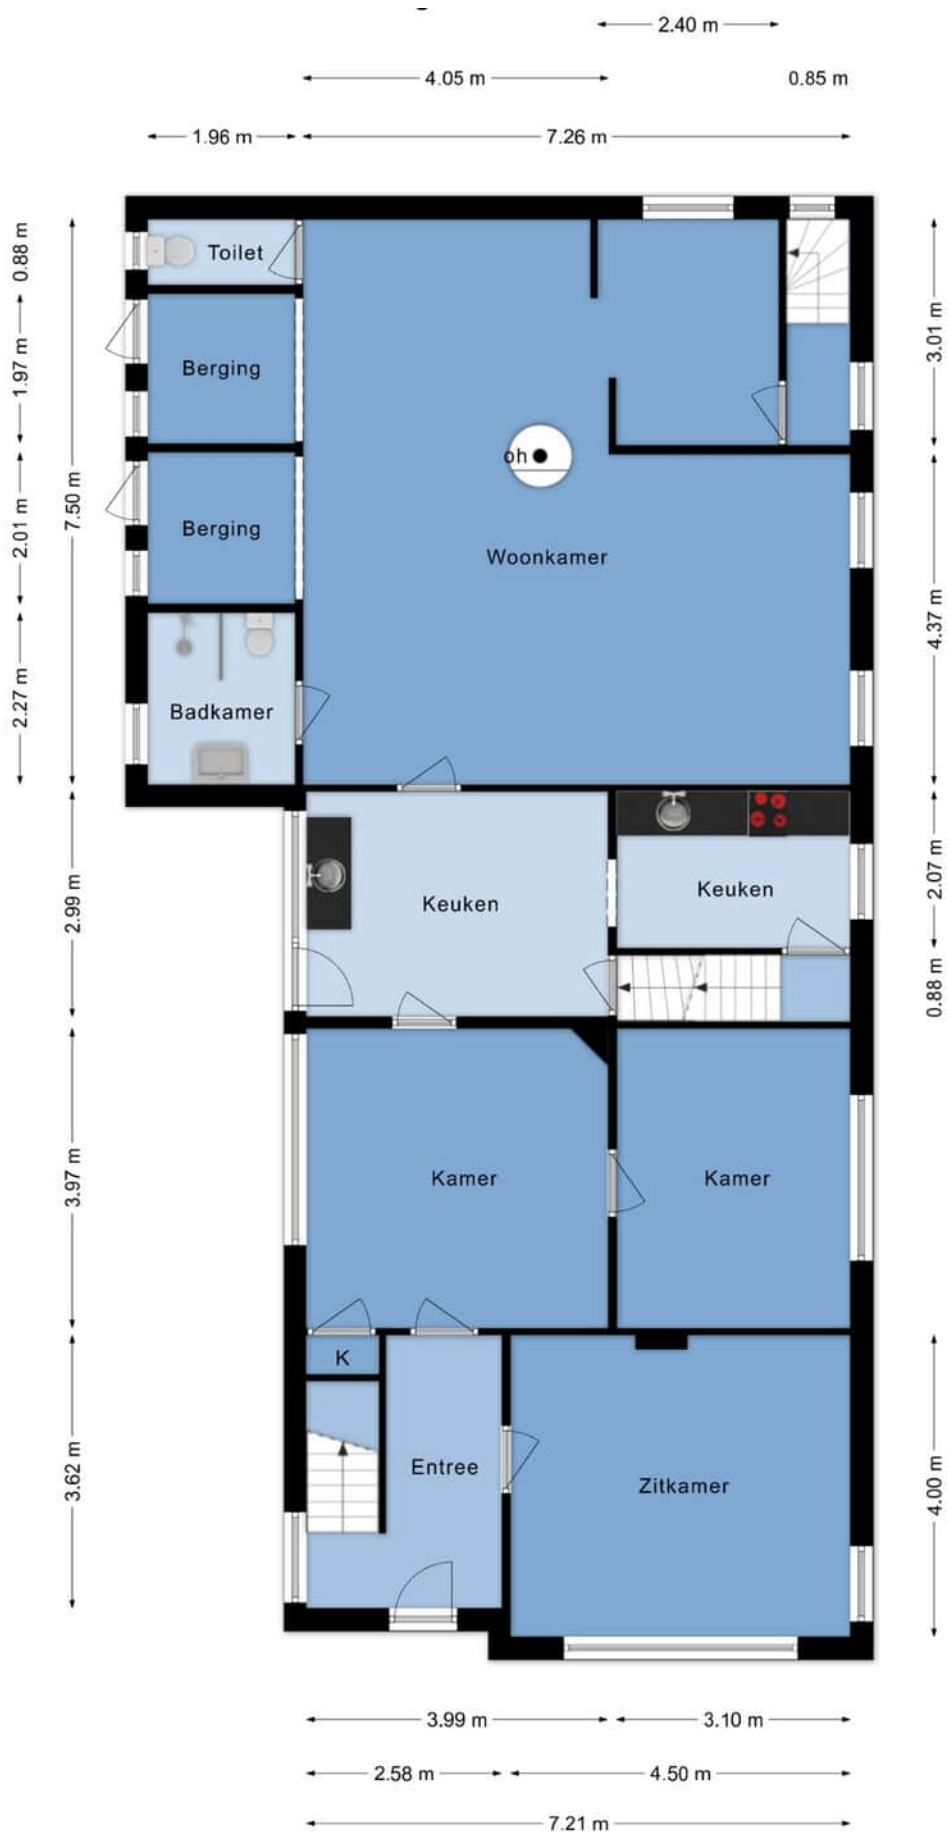 2.40 m
4.05 m
0.85 m
1.96 m
7.26 m
0.88 m
1.97 m
2.01 m
2.27 m
7.50 m
2.99 m
3.97 m
3.62 m
Toilet
Berging
Berging
oh
Woonkamer
Badkamer
Keuken
Keuken
Kamer
Kamer
K
Entree
Zitkamer
3.01 m
4.37 m
2.07 m
0.88 m
4.00 m
3.99 m
3.10 m
2.58 m
4.50 m
7.21 m